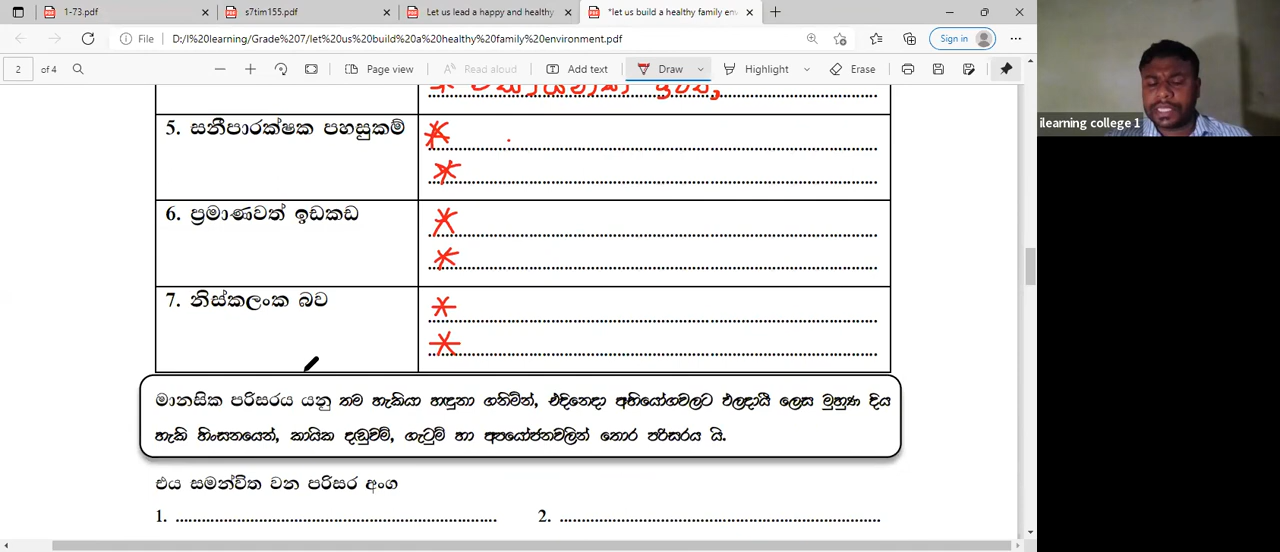 1-73.pdf
s7tim155.pdf
Let us lead a happy and healthy
*let us build a healthy family env
File
D:/I%20learning/Grade%207/let%20us%20build%20a%20healthy%20family%20environment.pdf
Sign in
2 of 4
Page view
Read aloud
Add text
Draw
Highlight
Erase
ilearning college 1
5. සනීපාරක්ෂක පහසුකම්
6. ප්‍රමාණවත් ඉඩකඩ
7. නිස්කලංක බව
මානසික පරිසරය යනු තම හැකියා හඳුනා ගනිමින්, එදිනෙදා අභියෝගවලට ඵලදායී ලෙස මුහුණ දිය
හැකි හිංසනයෙන්, කායික දඬුවම්, ගැටුම් හා අපයෝජනවලින් තොර පරිසරය යි.
එය සමන්විත වන පරිසර අංග
1. ........................................ 2. ........................................